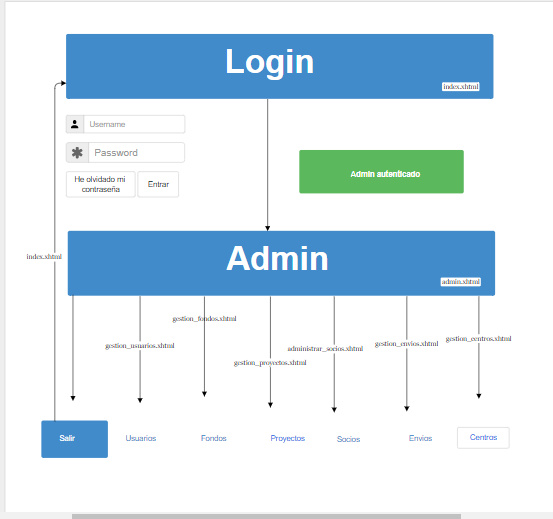 Login
index.xhtml
Username
Password
He olvidado mi
contraseña
Entrar
Admin autenticado
index.xhtml
Admin
admin.xhtml
gestion_fondos.xhtml
gestion_usuarios.xhtml
administrar_socios.xhtml
gestion_envios.xhtml
gestion_centros.xhtml
gestion_proyectos.xhtml
Salir
Usuarios
Fondos
Proyectos
Socios
Envios
Centros